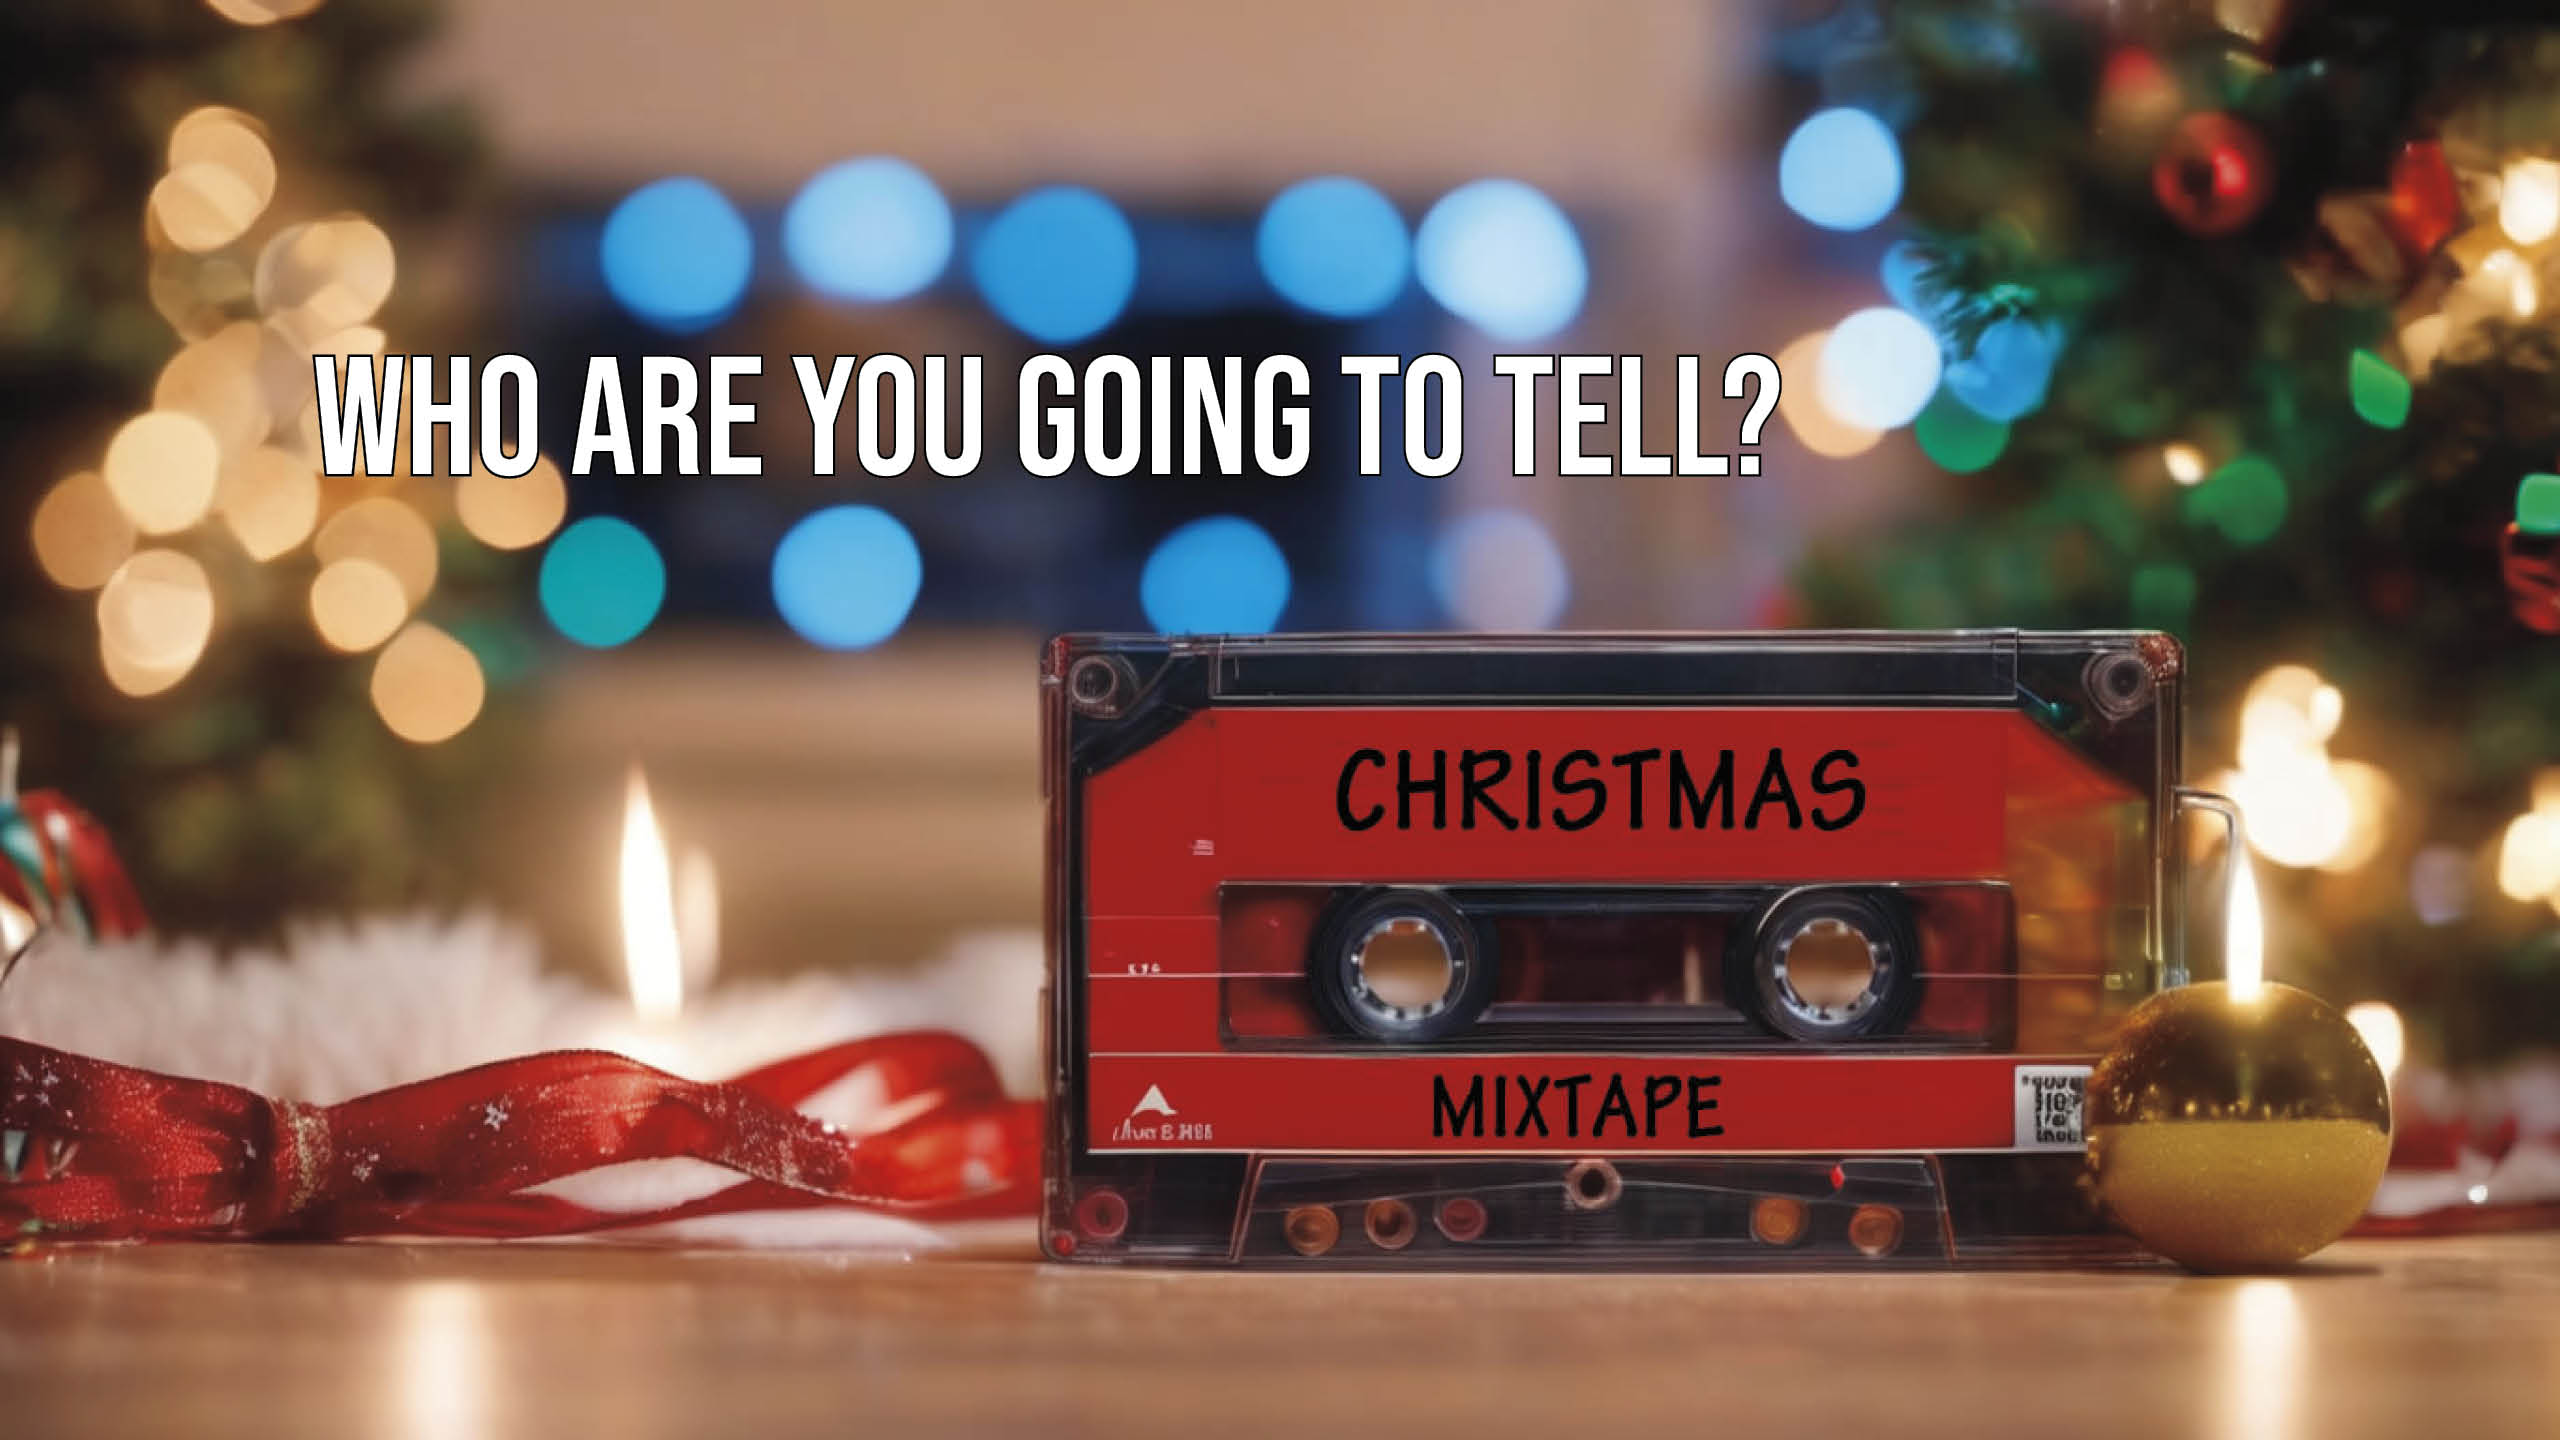 WHO ARE YOU GOING TO TELL?
CHRISTMAS
MIXTAPE